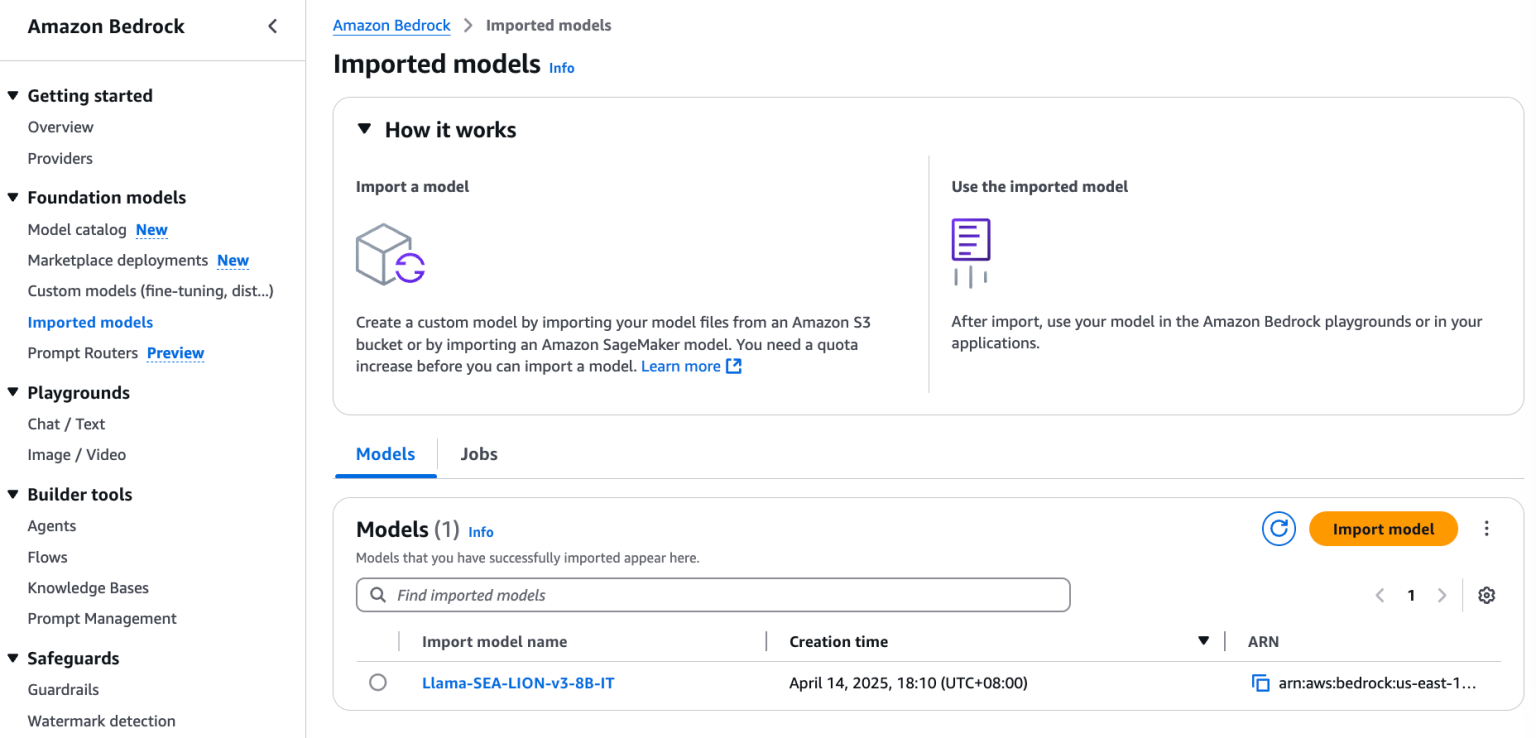 Amazon Bedrock
Getting started
Overview
Providers
Foundation models
Model catalog New
Marketplace deployments New
Custom models (fine-tuning, dist...)
Imported models
Prompt Routers Preview
Playgrounds
Chat / Text
Image / Video
Builder tools
Agents
Flows
Knowledge Bases
Prompt Management
Safeguards
Guardrails
Watermark detection
Amazon Bedrock > Imported models
Imported models Info
How it works
Import a model
Create a custom model by importing your model files from an Amazon S3
bucket or by importing an Amazon SageMaker model. You need a quota
increase before you can import a model. Learn more
Use the imported model
After import, use your model in the Amazon Bedrock playgrounds or in your
applications.
Models Jobs
Models (1) Info
Import model
Models that you have successfully imported appear here.
Find imported models
1
Import model name Creation time ARN
Llama-SEA-LION-v3-8B-IT April 14, 2025, 18:10 (UTC+08:00) arn:aws:bedrock:us-east-1...